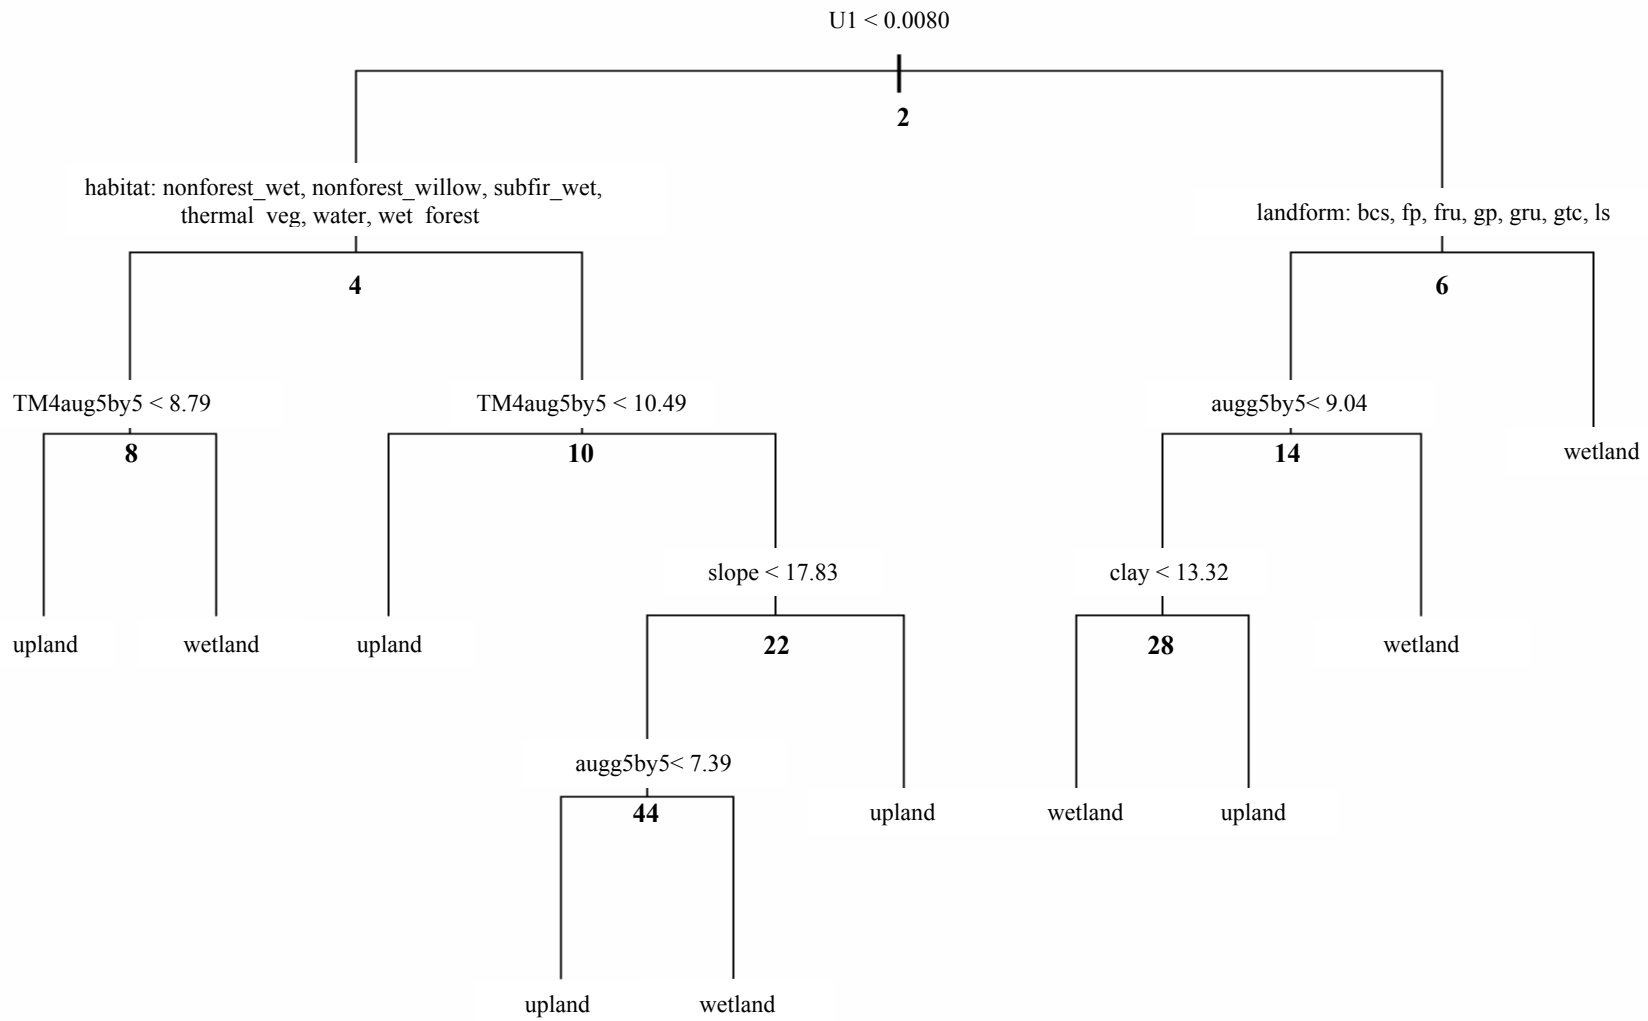 U1 < 0.0080
2
habitat: nonforest_wet, nonforest_willow, subfir_wet,
thermal veg, water, wet forest
landform: bcs, fp, fru, gp, gru, gtc, ls
4
6
TM4aug5by5 < 8.79
TM4aug5by5 < 10.49
augg5by5< 9.04
8
10
14
wetland
slope < 17.83
clay < 13.32
upland
wetland
upland
22
28
wetland
augg5by5< 7.39
44
upland
wetland
upland
upland
wetland